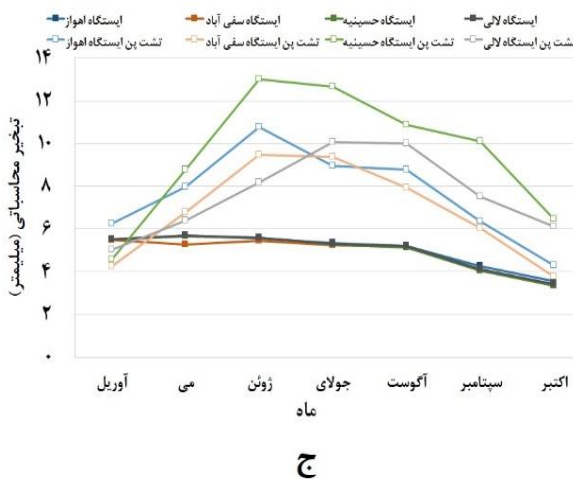 ایستگاه لالی ایستگاه حسینیه ایستگاه سفی آباد ایستگاه اهواز
تشت پن ایستگاه لالی تشت پن ایستگاه حسینیه تشت پن ایستگاه سفی آباد تشت پن ایستگاه اهواز
تبخیر محاسباتی (میلیمتر)
۱۴
۱۲
۱۰
۸
۶
۴
۲
۰
آوریل می ژوئن جولای آگوست سپتامبر اکتبر
ماه
ج